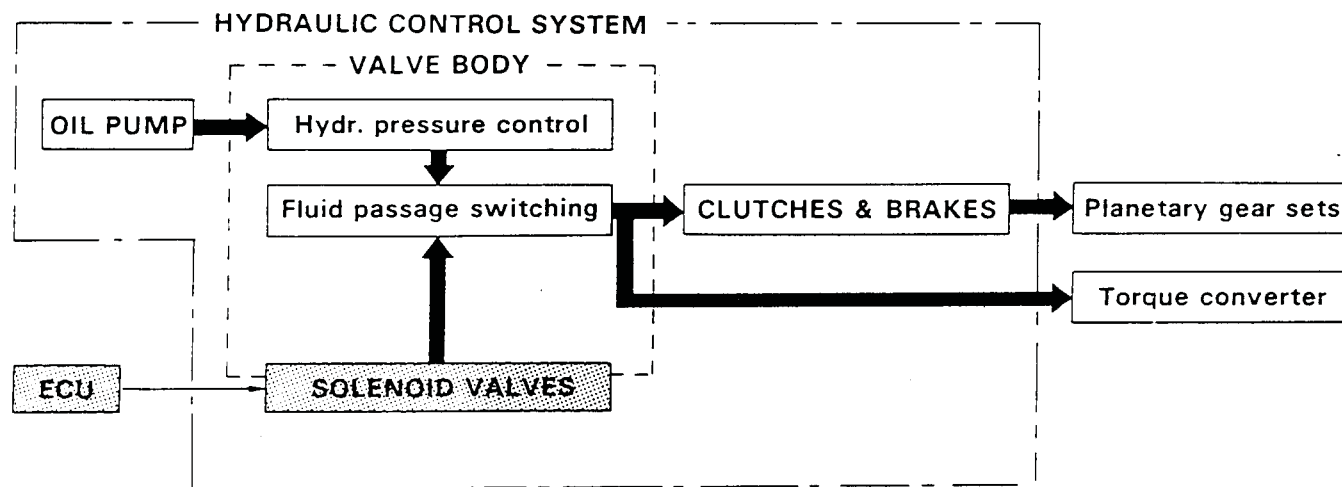 HYDRAULIC CONTROL SYSTEM
VALVE BODY
OIL PUMP
Hydr. pressure control
Fluid passage switching
CLUTCHES & BRAKES
Planetary gear sets
Torque converter
ECU
SOLENOID VALVES